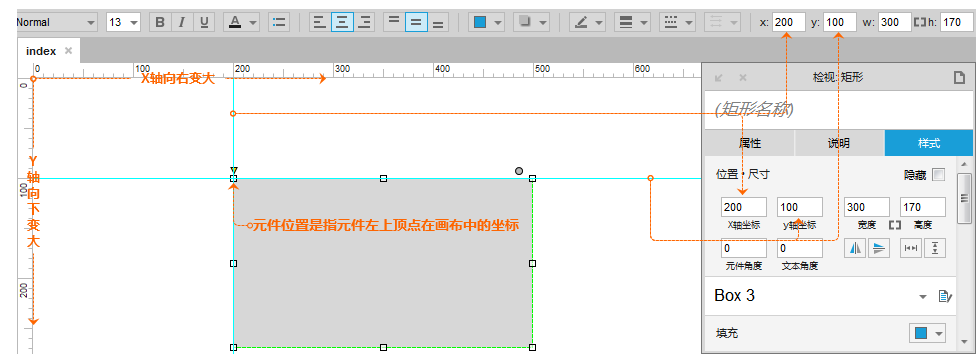 Normal 13 B I U A x: 200 y: 100 w: 300 h: 170
index
0 100 200 300 400 500 600
X轴向右变大
0
100
200
Y轴向下变大
元件位置是指元件左上顶点在画布中的坐标
检视: 矩形
(矩形名称)
属性 说明 样式
位置·尺寸 隐藏
200 100 300 170
X轴坐标 y轴坐标 宽度 高度
0 0
元件角度 文本角度
Box 3
填充